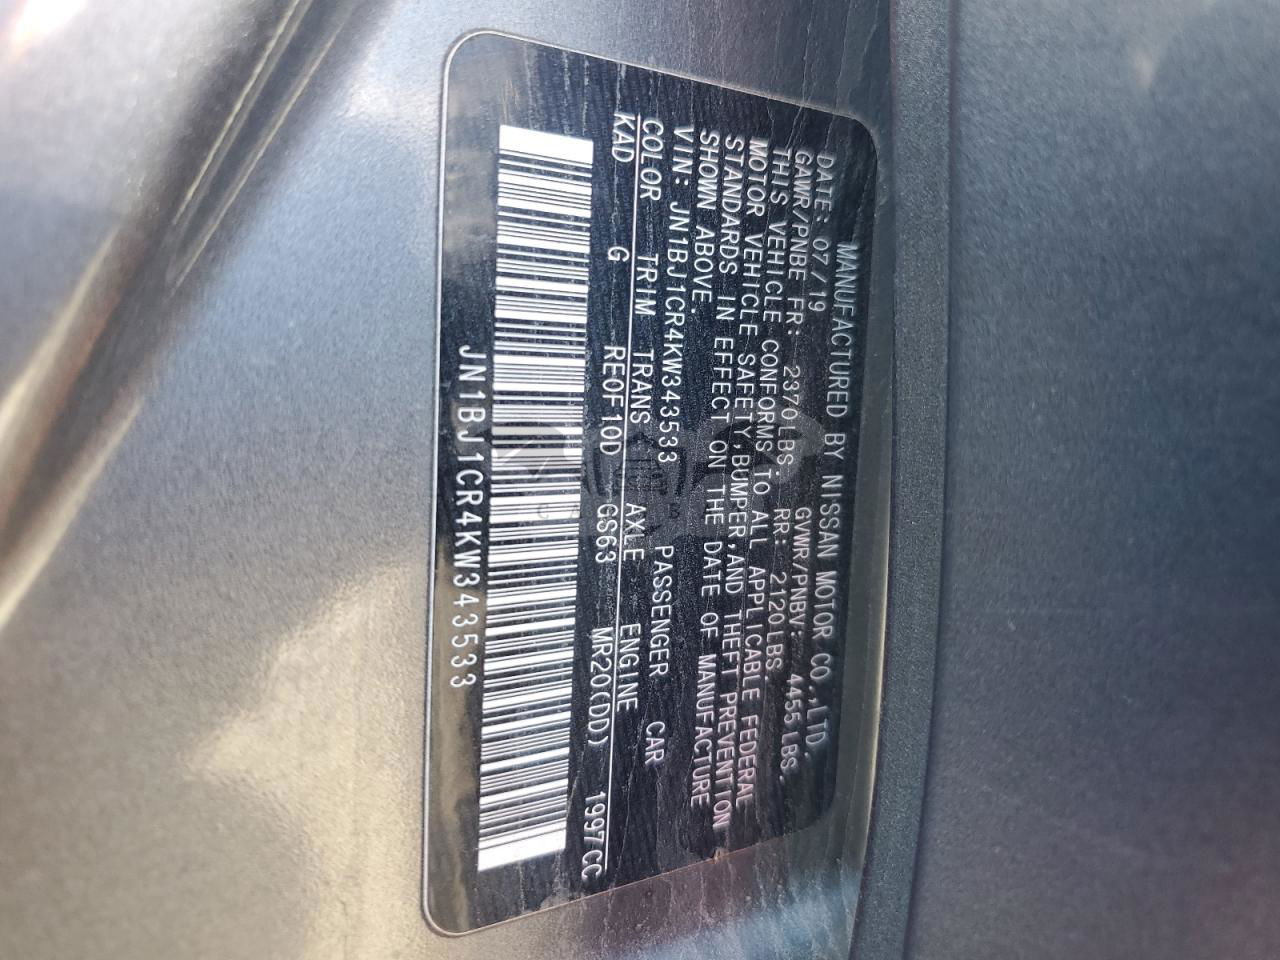 MANUFACTURED BY NISSAN MOTOR CO.,LTD.
DATE: 07/19 GVWR/PNBV: 4455 LBS.
GAWR/PNBE FR: 2370 LBS. RR: 2120 LBS
THIS VEHICLE CONFORMS TO ALL APPLICABLE FEDERAL
MOTOR VEHICLE SAFETY,BUMPER,AND THEFT PREVENTION
STANDARDS IN EFFECT ON THE DATE OF MANUFACTURE
SHOWN ABOVE.
VIN: JN1BJ1CR4KW343533 PASSENGER CAR
COLOR TRIM TRANS AXLE ENGINE
KAD G RE0F10D GS63 MR20(DD) 1997CC
JN1BJ1CR4KW343533